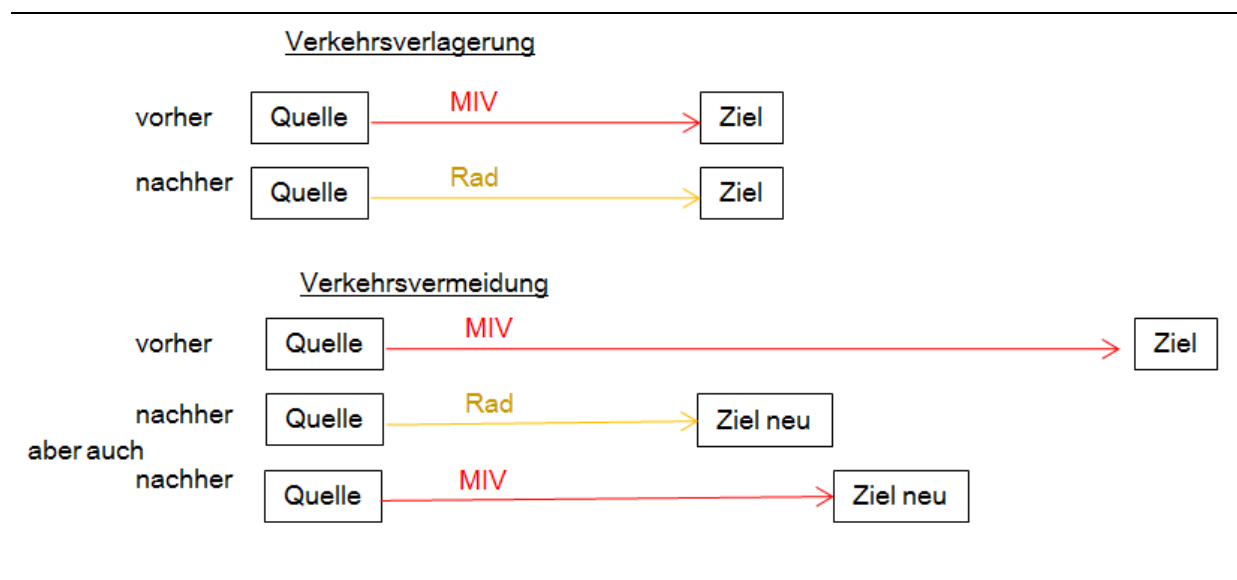 Verkehrsverlagerung
MIV
vorher Quelle Ziel
Rad
nachher Quelle Ziel
Verkehrsvermeidung
MIV
vorher Quelle Ziel
Rad
nachher Quelle Ziel neu
aber auch
MIV
nachher Quelle Ziel neu